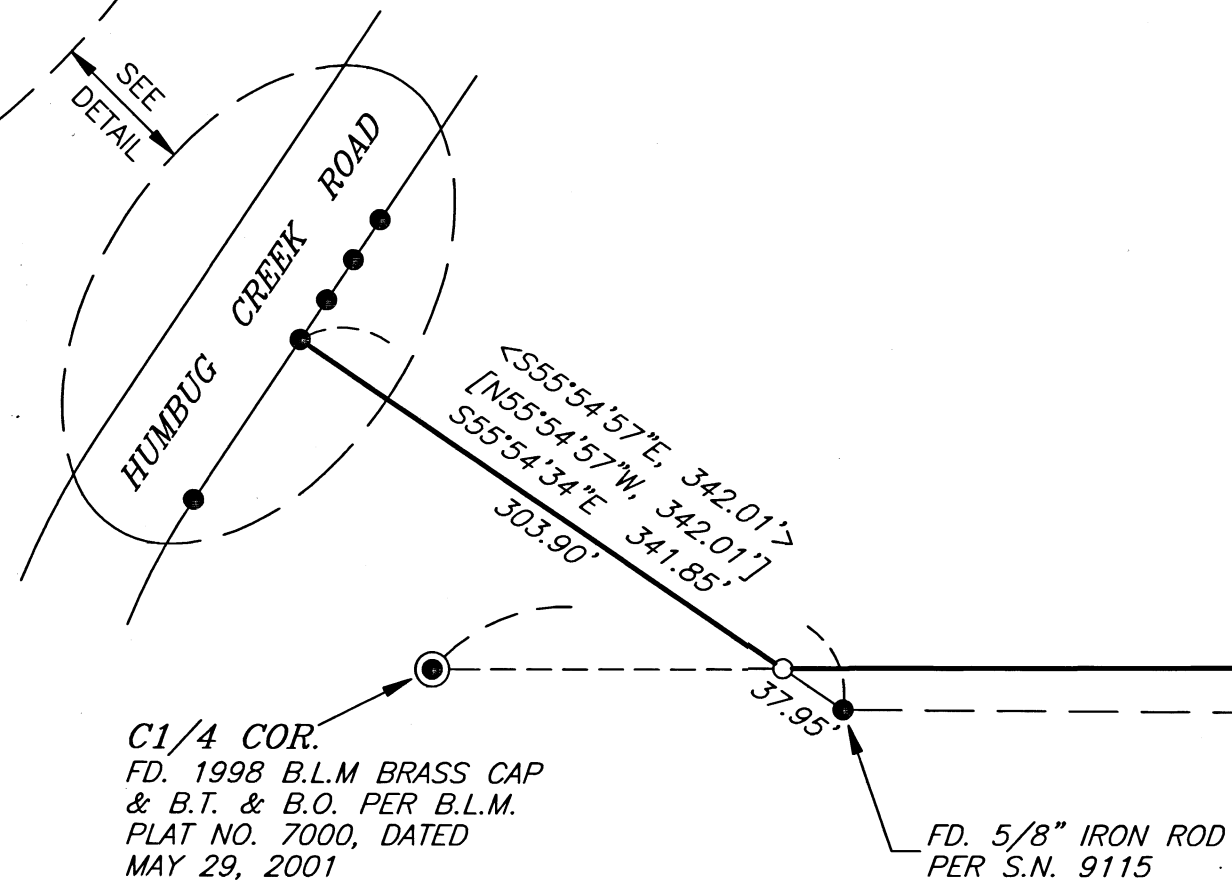 SEE
DETAIL
HUMBUG CREEK ROAD
<S55°54'57"E, 342.01'>
[N55°54'57"W, 342.01']
S55°54'34"E 341.85'
303.90'
37.95'
C1/4 COR.
FD. 1998 B.L.M BRASS CAP
& B.T. & B.O. PER B.L.M.
PLAT NO. 7000, DATED
MAY 29, 2001
FD. 5/8" IRON ROD
PER S.N. 9115